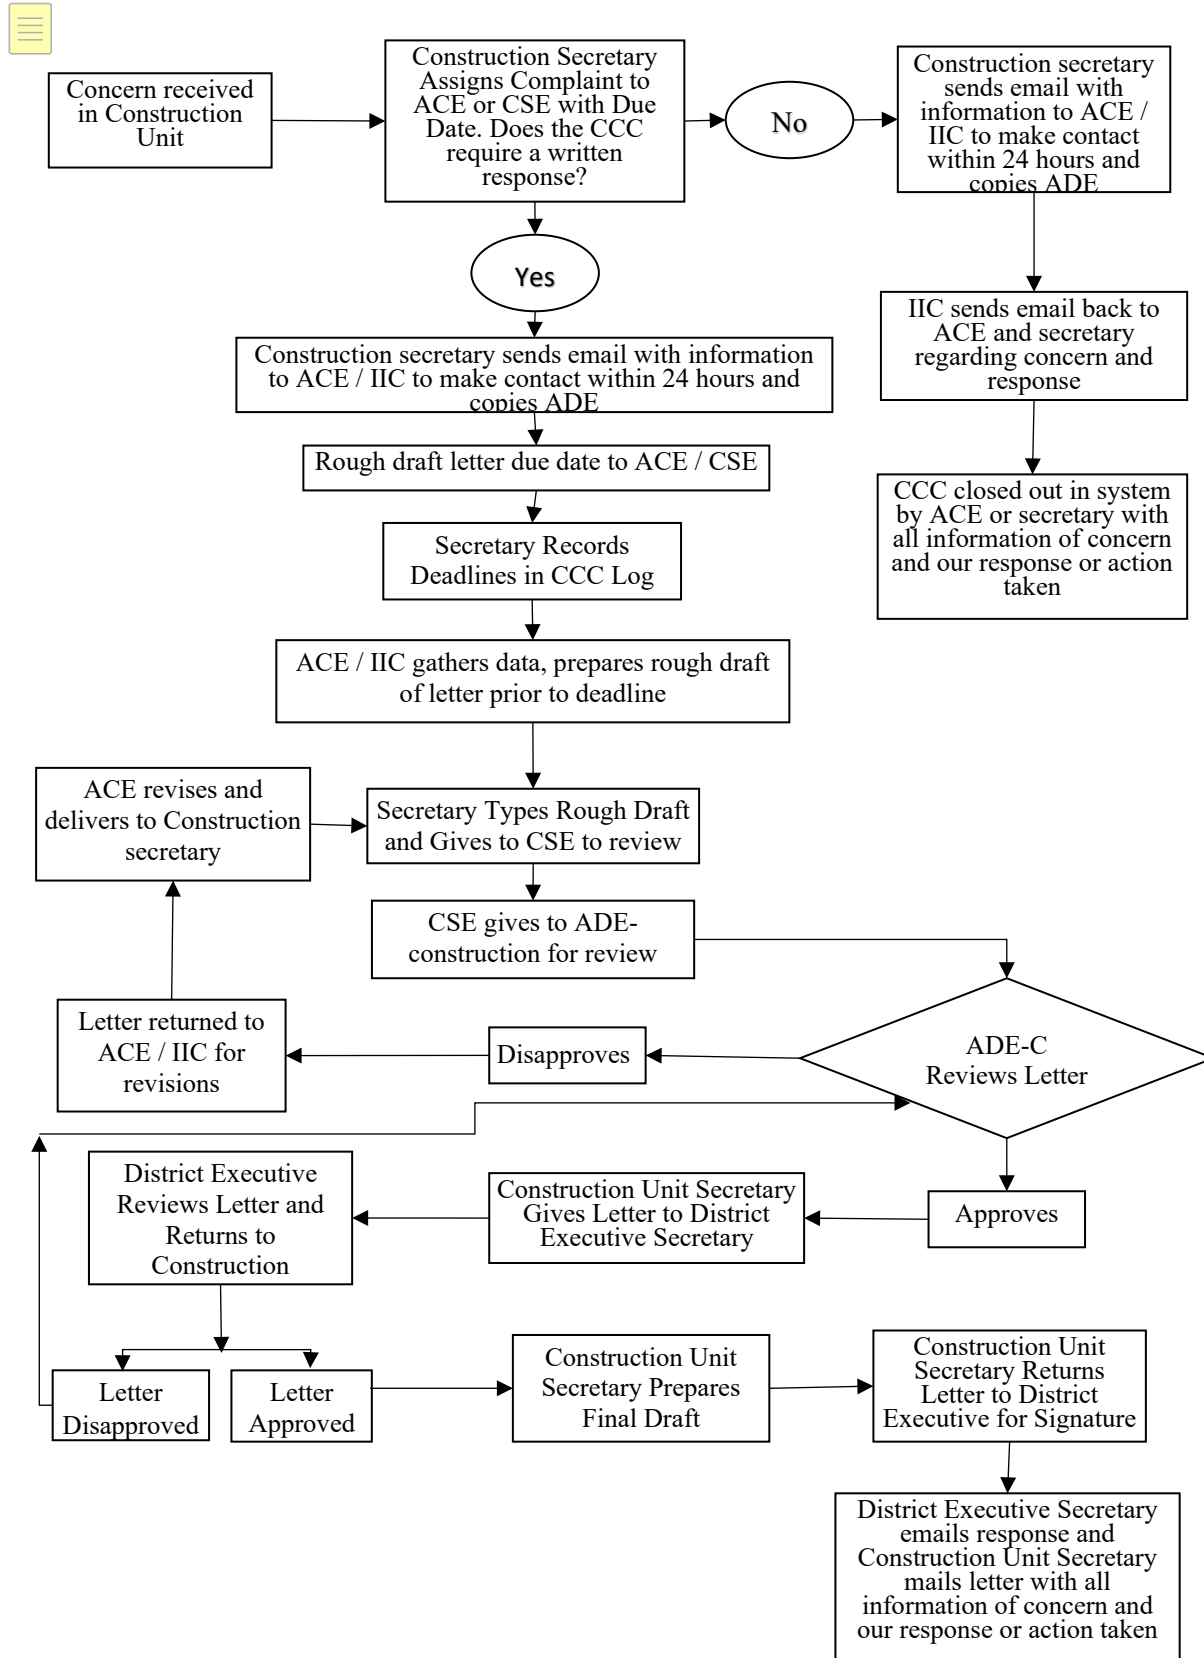 Concern received
in Construction
Unit
Construction Secretary
Assigns Complaint to
ACE or CSE with Due
Date. Does the CCC
require a written
response?
No
Construction secretary
sends email with
information to ACE /
IIC to make contact
within 24 hours and
copies ADE
Yes
IIC sends email back to
ACE and secretary
regarding concern and
response
Construction secretary sends email with information
to ACE / IIC to make contact within 24 hours and
copies ADE
Rough draft letter due date to ACE / CSE
CCC closed out in system
by ACE or secretary with
all information of concern
and our response or action
taken
Secretary Records
Deadlines in CCC Log
ACE / IIC gathers data, prepares rough draft
of letter prior to deadline
ACE revises and
delivers to Construction
secretary
Secretary Types Rough Draft
and Gives to CSE to review
CSE gives to ADE-
construction for review
Letter returned to
ACE / IIC for
revisions
Disapproves
ADE-C
Reviews Letter
District Executive
Reviews Letter and
Returns to
Construction
Construction Unit Secretary
Gives Letter to District
Executive Secretary
Approves
Letter
Disapproved
Letter
Approved
Construction Unit
Secretary Prepares
Final Draft
Construction Unit
Secretary Returns
Letter to District
Executive for Signature
District Executive Secretary
emails response and
Construction Unit Secretary
mails letter with all
information of concern and
our response or action taken